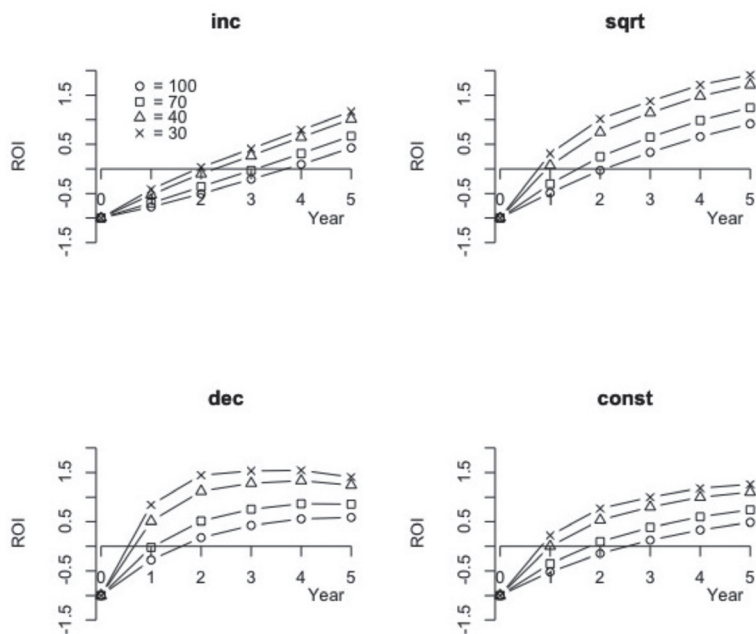 inc
ROI
-1.5 -0.5 0.5 1.5
○ = 100
□ = 70
△ = 40
× = 30
0 1 2 3 4 5
Year
sqrt
ROI
-1.5 -0.5 0.5 1.5
0 1 2 3 4 5
Year
dec
ROI
-1.5 -0.5 0.5 1.5
0 1 2 3 4 5
Year
const
ROI
-1.5 -0.5 0.5 1.5
0 1 2 3 4 5
Year